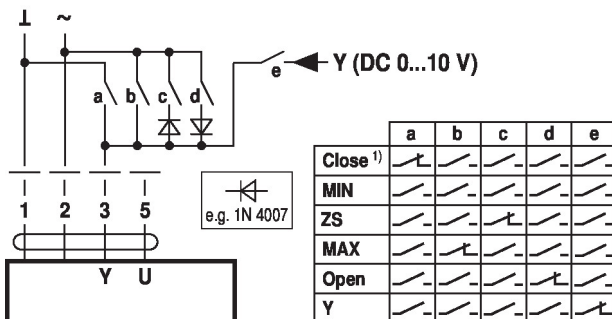 ⊥ ~
a b c d e Y (DC 0...10 V)
1 2 3 5
Y U
e.g. 1N 4007
a b c d e
Close 1)
MIN
ZS
MAX
Open
Y